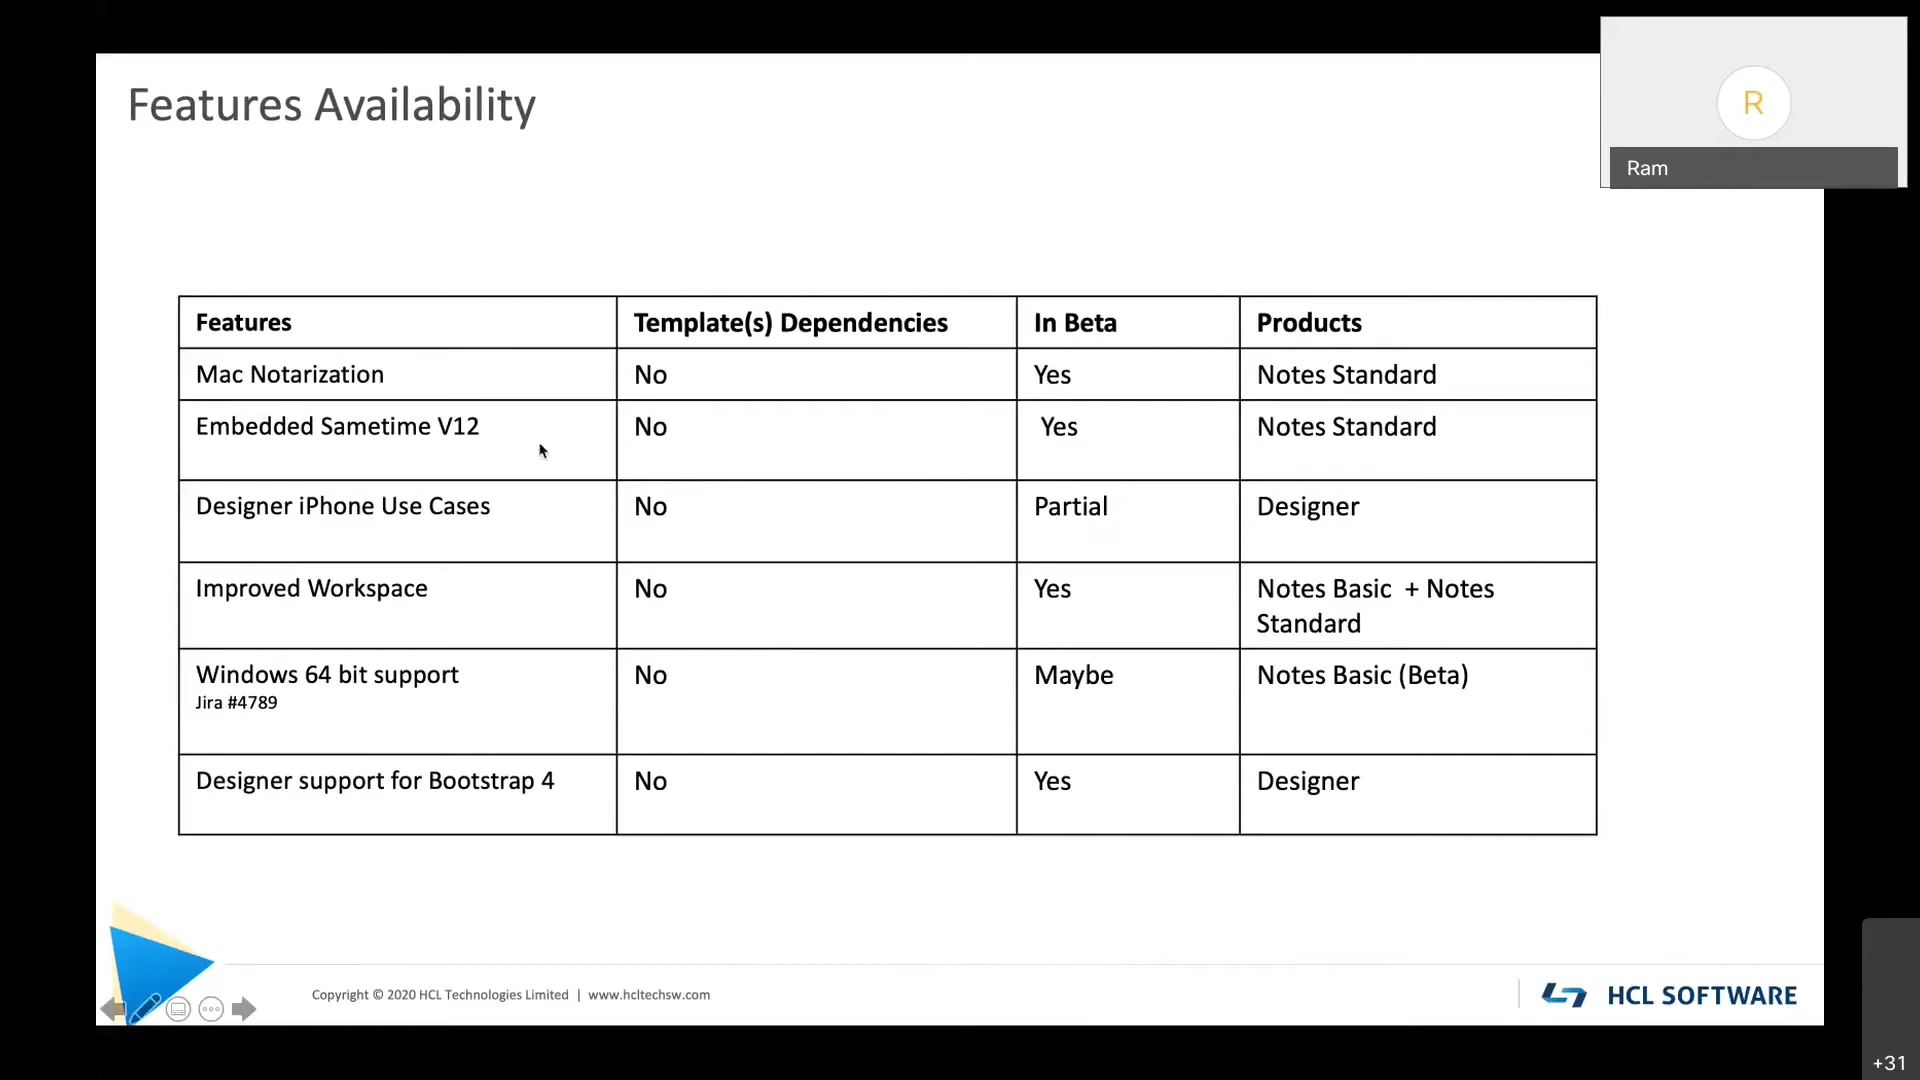 Features Availability
R
Ram
Features Template(s) Dependencies In Beta Products
Mac Notarization No Yes Notes Standard
Embedded Sametime V12 No Yes Notes Standard
Designer iPhone Use Cases No Partial Designer
Improved Workspace No Yes Notes Basic + Notes
Standard
Windows 64 bit support No Maybe Notes Basic (Beta)
Jira #4789
Designer support for Bootstrap 4 No Yes Designer
Copyright © 2020 HCL Technologies Limited | www.hcltechsw.com
HCL SOFTWARE
+31